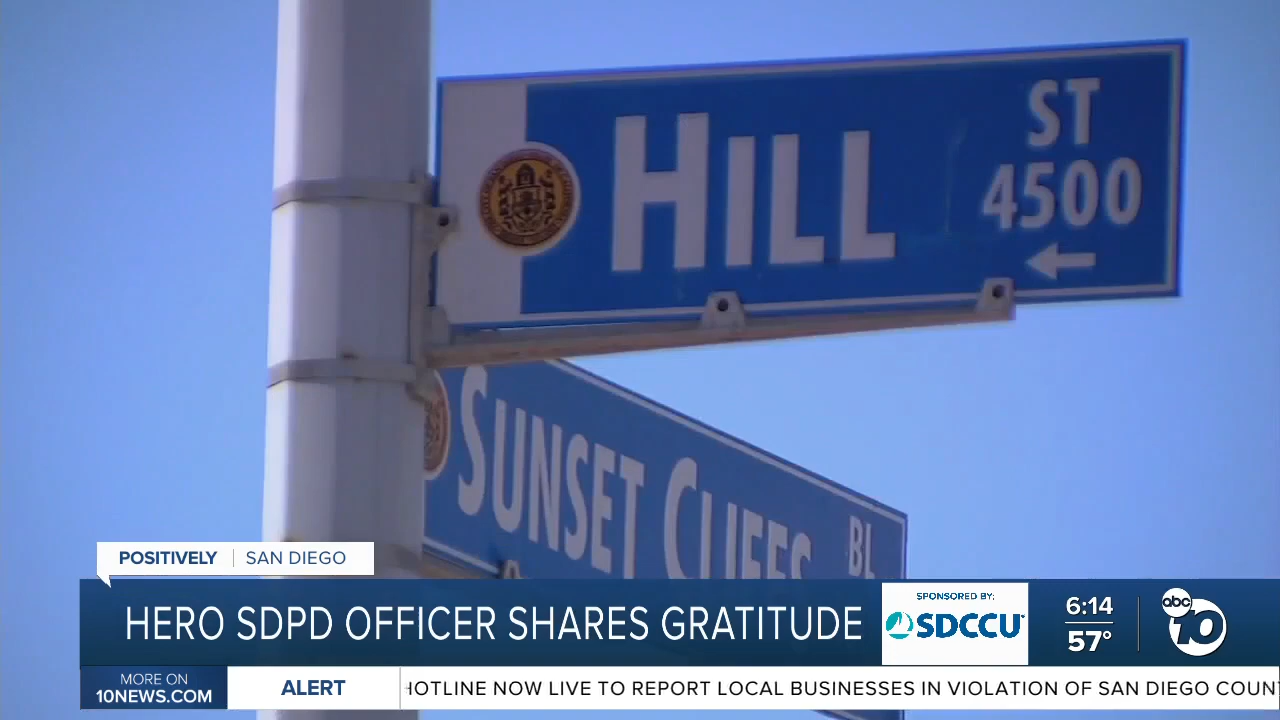 HILL ST
4500
SUNSET CLIFFS BL
POSITIVELY | SAN DIEGO
HERO SDPD OFFICER SHARES GRATITUDE
SPONSORED BY:
SDCCU
6:14
57°
abc 10
MORE ON
10NEWS.COM
ALERT
HOTLINE NOW LIVE TO REPORT LOCAL BUSINESSES IN VIOLATION OF SAN DIEGO COUN